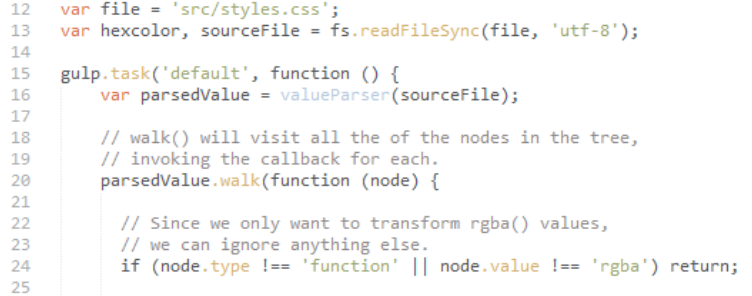 12 var file = 'src/styles.css';
13 var hexcolor, sourceFile = fs.readFileSync(file, 'utf-8');
14
15 gulp.task('default', function () {
16     var parsedValue = valueParser(sourceFile);
17
18     // walk() will visit all the of the nodes in the tree,
19     // invoking the callback for each.
20     parsedValue.walk(function (node) {
21
22       // Since we only want to transform rgba() values,
23       // we can ignore anything else.
24       if (node.type !== 'function' || node.value !== 'rgba') return;
25